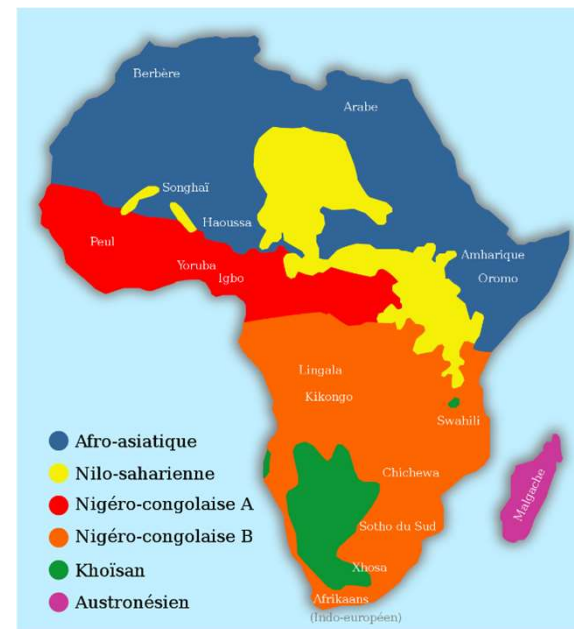 Berbère
Arabe
Songhaï
Haoussa
Peul
Yoruba
Igbo
Amharique
Oromo
Lingala
Kikongo
Swahili
Chichewa
Malgache
Sotho du Sud
Xhosa
Afrikaans
(Indo-européen)
Afro-asiatique
Nilo-saharienne
Nigéro-congolaise A
Nigéro-congolaise B
Khoïsan
Austronésien